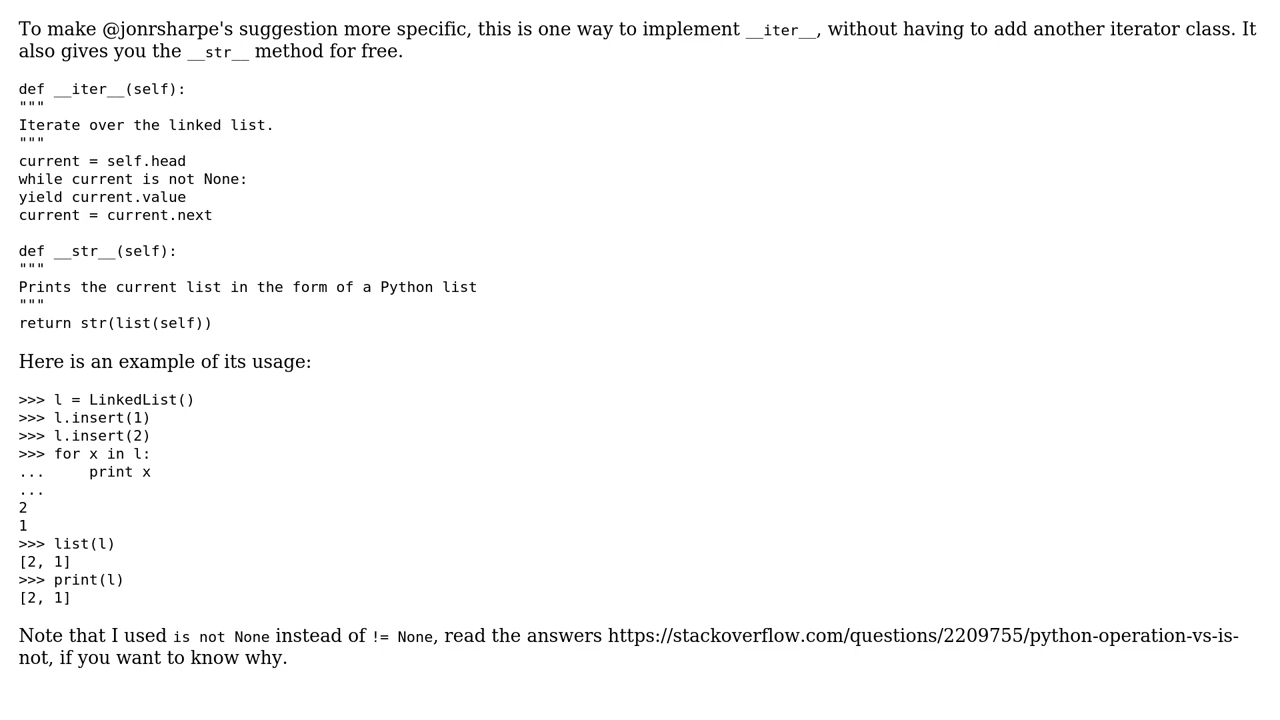 To make @jonrsharpe's suggestion more specific, this is one way to implement __iter__, without having to add another iterator class. It
also gives you the __str__ method for free.
def __iter__(self):
"""
Iterate over the linked list.
"""
current = self.head
while current is not None:
yield current.value
current = current.next
def __str__(self):
"""
Prints the current list in the form of a Python list
"""
return str(list(self))
Here is an example of its usage:
>>> l = LinkedList()
>>> l.insert(1)
>>> l.insert(2)
>>> for x in l:
...     print x
...
2
1
>>> list(l)
[2, 1]
>>> print(l)
[2, 1]
Note that I used is not None instead of != None, read the answers https://stackoverflow.com/questions/2209755/python-operation-vs-is-
not, if you want to know why.